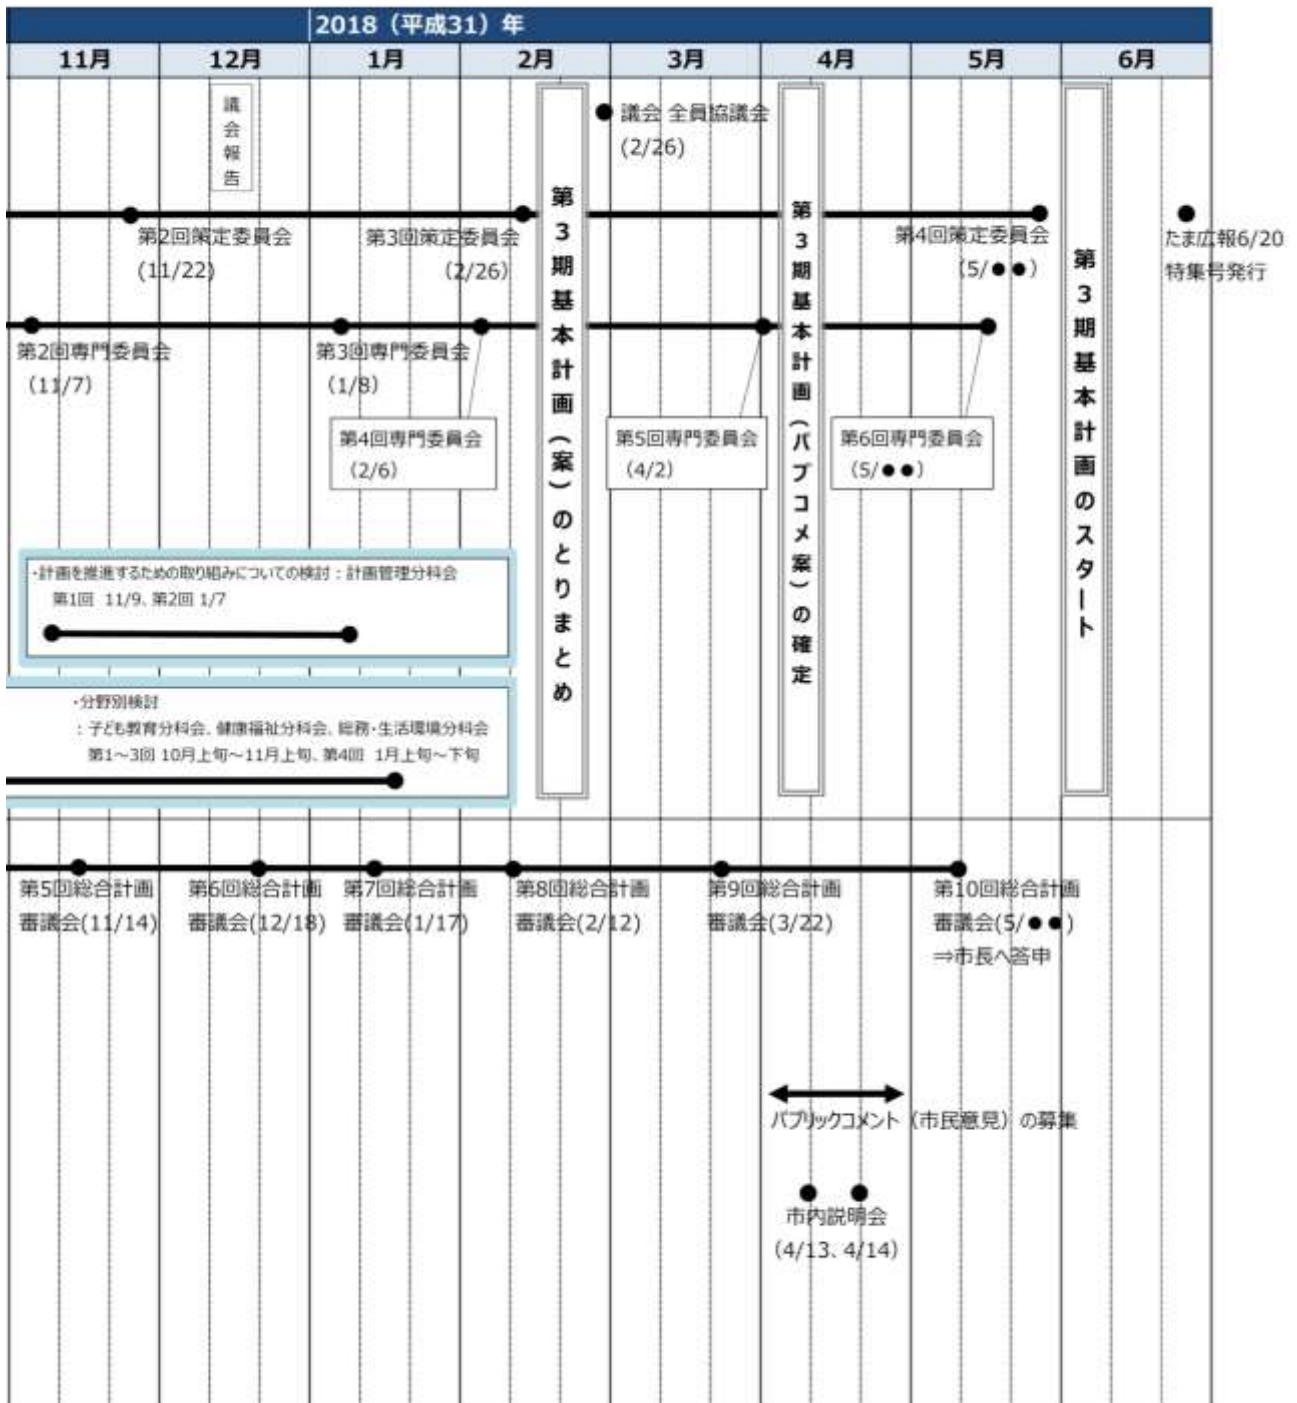 2018（平成31）年
11月 12月 1月 2月 3月 4月 5月 6月
議会報告
議会 全員協議会
(2/26)
第2回策定委員会
(11/22)
第3回策定委員会
(2/26)
第4回策定委員会
(5/●●)
たま広報6/20
特集号発行
第2回専門委員会
(11/7)
第3回専門委員会
(1/8)
第4回専門委員会
(2/6)
第5回専門委員会
(4/2)
第6回専門委員会
(5/●●)
第3期基本計画（案）のとりまとめ
第3期基本計画（パブコメ案）の確定
第3期基本計画のスタート
・計画を推進するための取り組みについての検討：計画管理分科会
第1回 11/9、第2回 1/7
・分野別検討
：子ども教育分科会、健康福祉分科会、総務・生活環境分科会
第1～3回 10月上旬～11月上旬、第4回 1月上旬～下旬
第5回総合計画
審議会(11/14)
第6回総合計画
審議会(12/18)
第7回総合計画
審議会(1/17)
第8回総合計画
審議会(2/12)
第9回総合計画
審議会(3/22)
第10回総合計画
審議会(5/●●)
⇒市長へ答申
パブリックコメント（市民意見）の募集
市内説明会
(4/13、4/14)